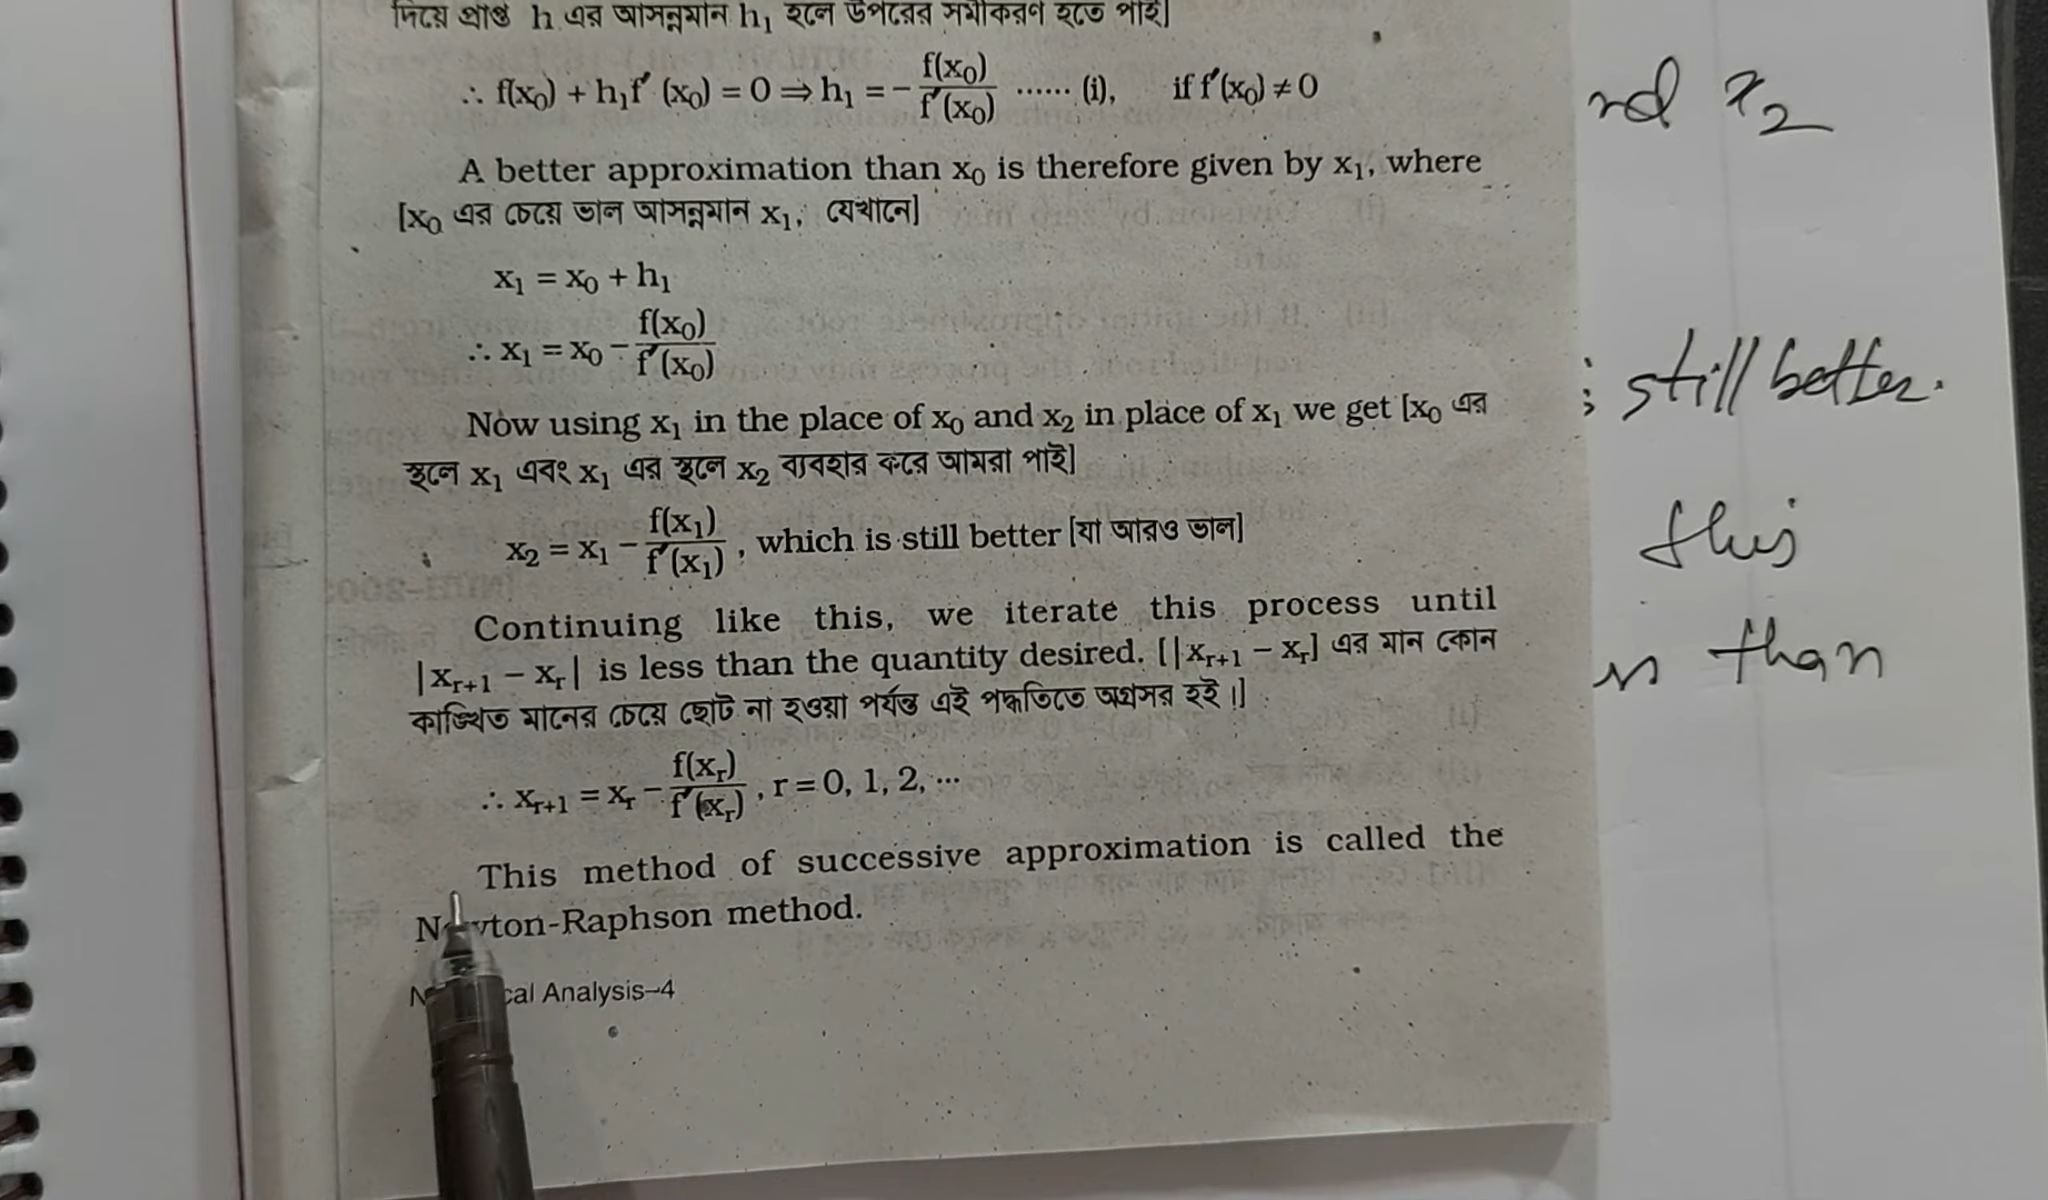 দিয়ে প্রাপ্ত h এর আসন্নমান h₁ হলে উপরের সমীকরণ হতে পাই]
∴ f(x₀) + h₁f′ (x₀) = 0 ⇒ h₁ = − f(x₀)/f′(x₀) ...... (i), if f′(x₀) ≠ 0
A better approximation than x₀ is therefore given by x₁, where
[x₀ এর চেয়ে ভাল আসন্নমান x₁, যেখানে]
x₁ = x₀ + h₁
∴ x₁ = x₀ − f(x₀)/f′(x₀)
Now using x₁ in the place of x₀ and x₂ in place of x₁ we get [x₀ এর
স্থলে x₁ এবং x₁ এর স্থলে x₂ ব্যবহার করে আমরা পাই]
x₂ = x₁ − f(x₁)/f′(x₁), which is still better [যা আরও ভাল]
Continuing like this, we iterate this process until
|xᵣ₊₁ − xᵣ| is less than the quantity desired. [|xᵣ₊₁ − xᵣ] এর মান কোন
কাঙ্খিত মানের চেয়ে ছোট না হওয়া পর্যন্ত এই পদ্ধতিতে অগ্রসর হই।]
∴ xᵣ₊₁ = xᵣ − f(xᵣ)/f′(xᵣ), r = 0, 1, 2, ···
This method of successive approximation is called the
Newton-Raphson method.
cal Analysis–4
x₂
; still better.
this
than